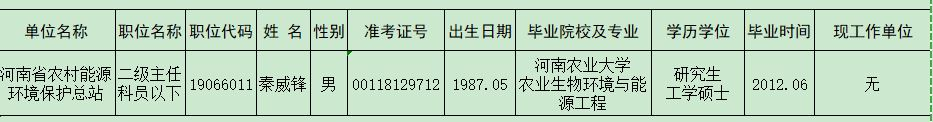 单位名称 职位名称 职位代码 姓 名 性别 准考证号 出生日期 毕业院校及专业 学历学位 毕业时间 现工作单位
河南省农村能源
环境保护总站
二级主任
科员以下
19066011
秦威锋
男
00118129712
1987.05
河南农业大学
农业生物环境与能
源工程
研究生
工学硕士
2012.06
无